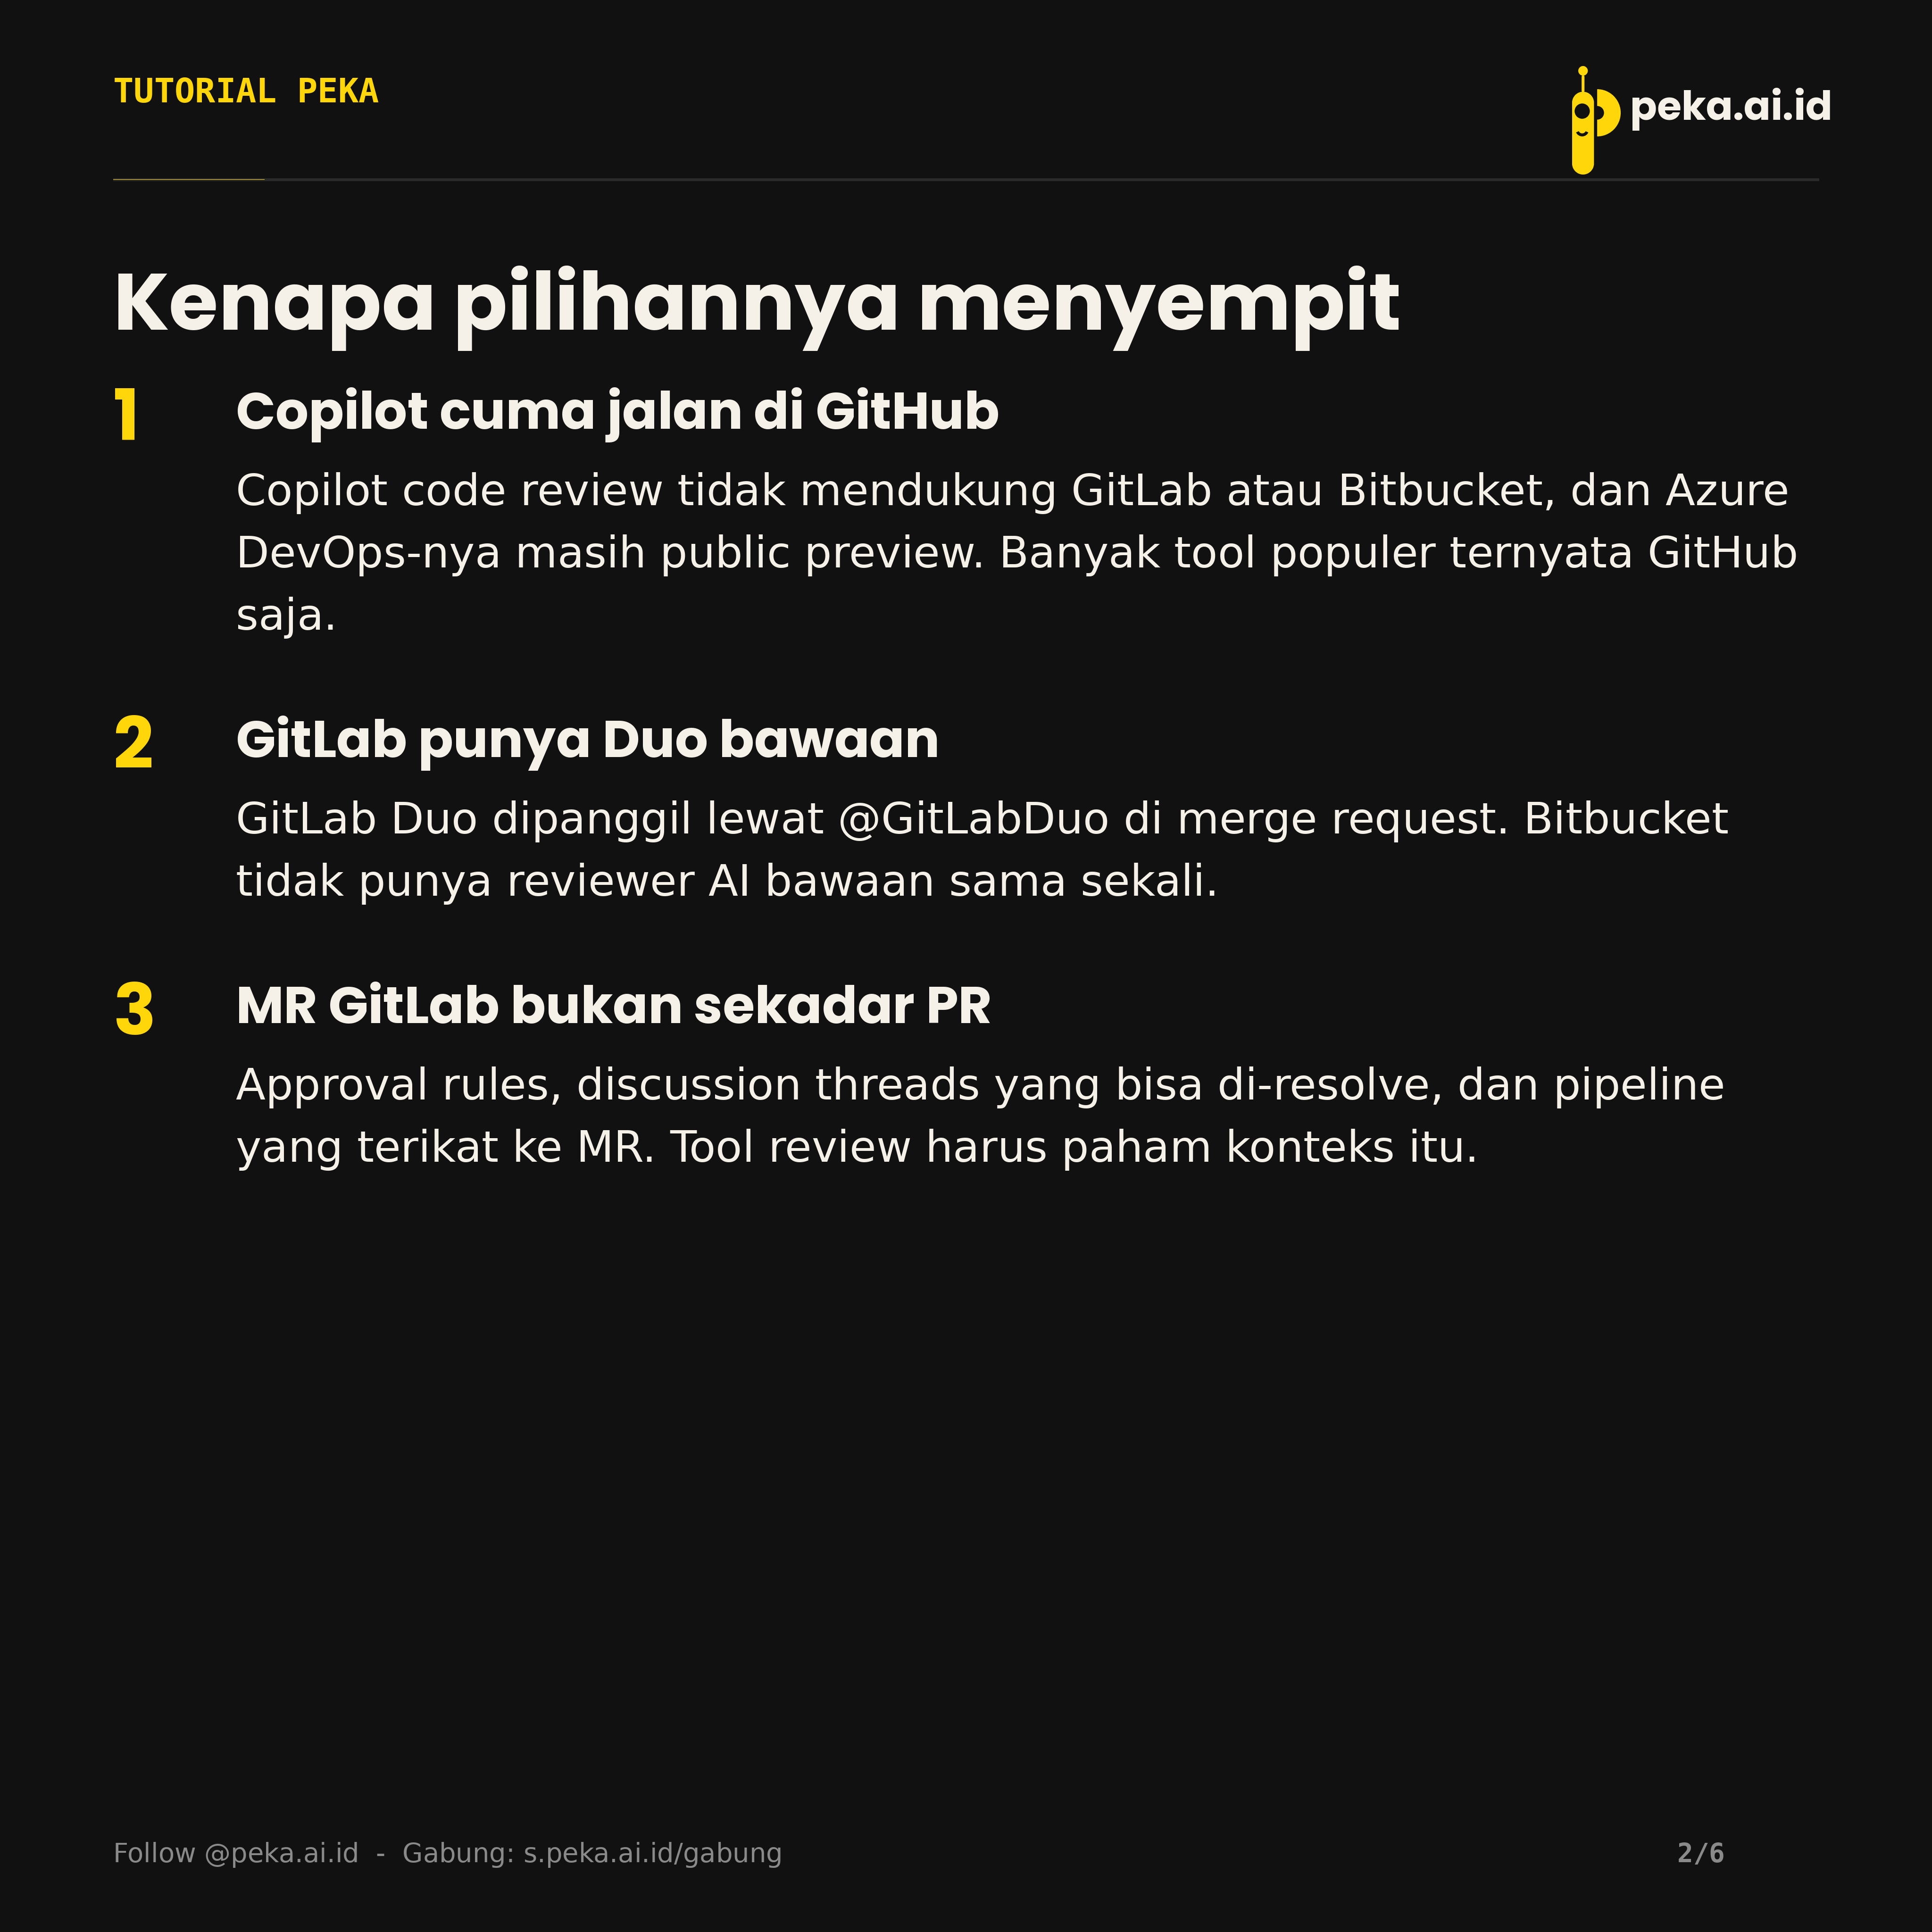 TUTORIAL PEKA
peka.ai.id
Kenapa pilihannya menyempit
1
Copilot cuma jalan di GitHub
Copilot code review tidak mendukung GitLab atau Bitbucket, dan Azure
DevOps-nya masih public preview. Banyak tool populer ternyata GitHub
saja.
2
GitLab punya Duo bawaan
GitLab Duo dipanggil lewat @GitLabDuo di merge request. Bitbucket
tidak punya reviewer AI bawaan sama sekali.
3
MR GitLab bukan sekadar PR
Approval rules, discussion threads yang bisa di-resolve, dan pipeline
yang terikat ke MR. Tool review harus paham konteks itu.
Follow @peka.ai.id - Gabung: s.peka.ai.id/gabung
2/6